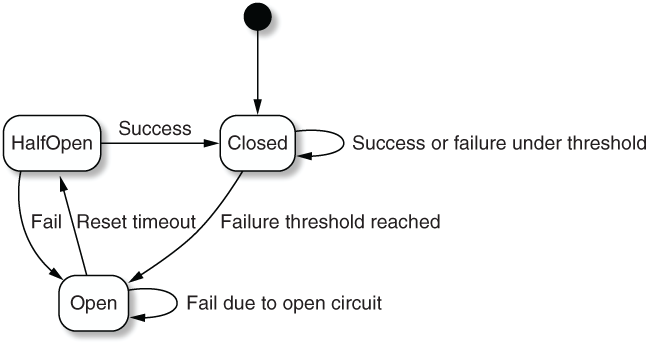 HalfOpen
Success
Closed
Success or failure under threshold
Fail
Reset timeout
Failure threshold reached
Open
Fail due to open circuit